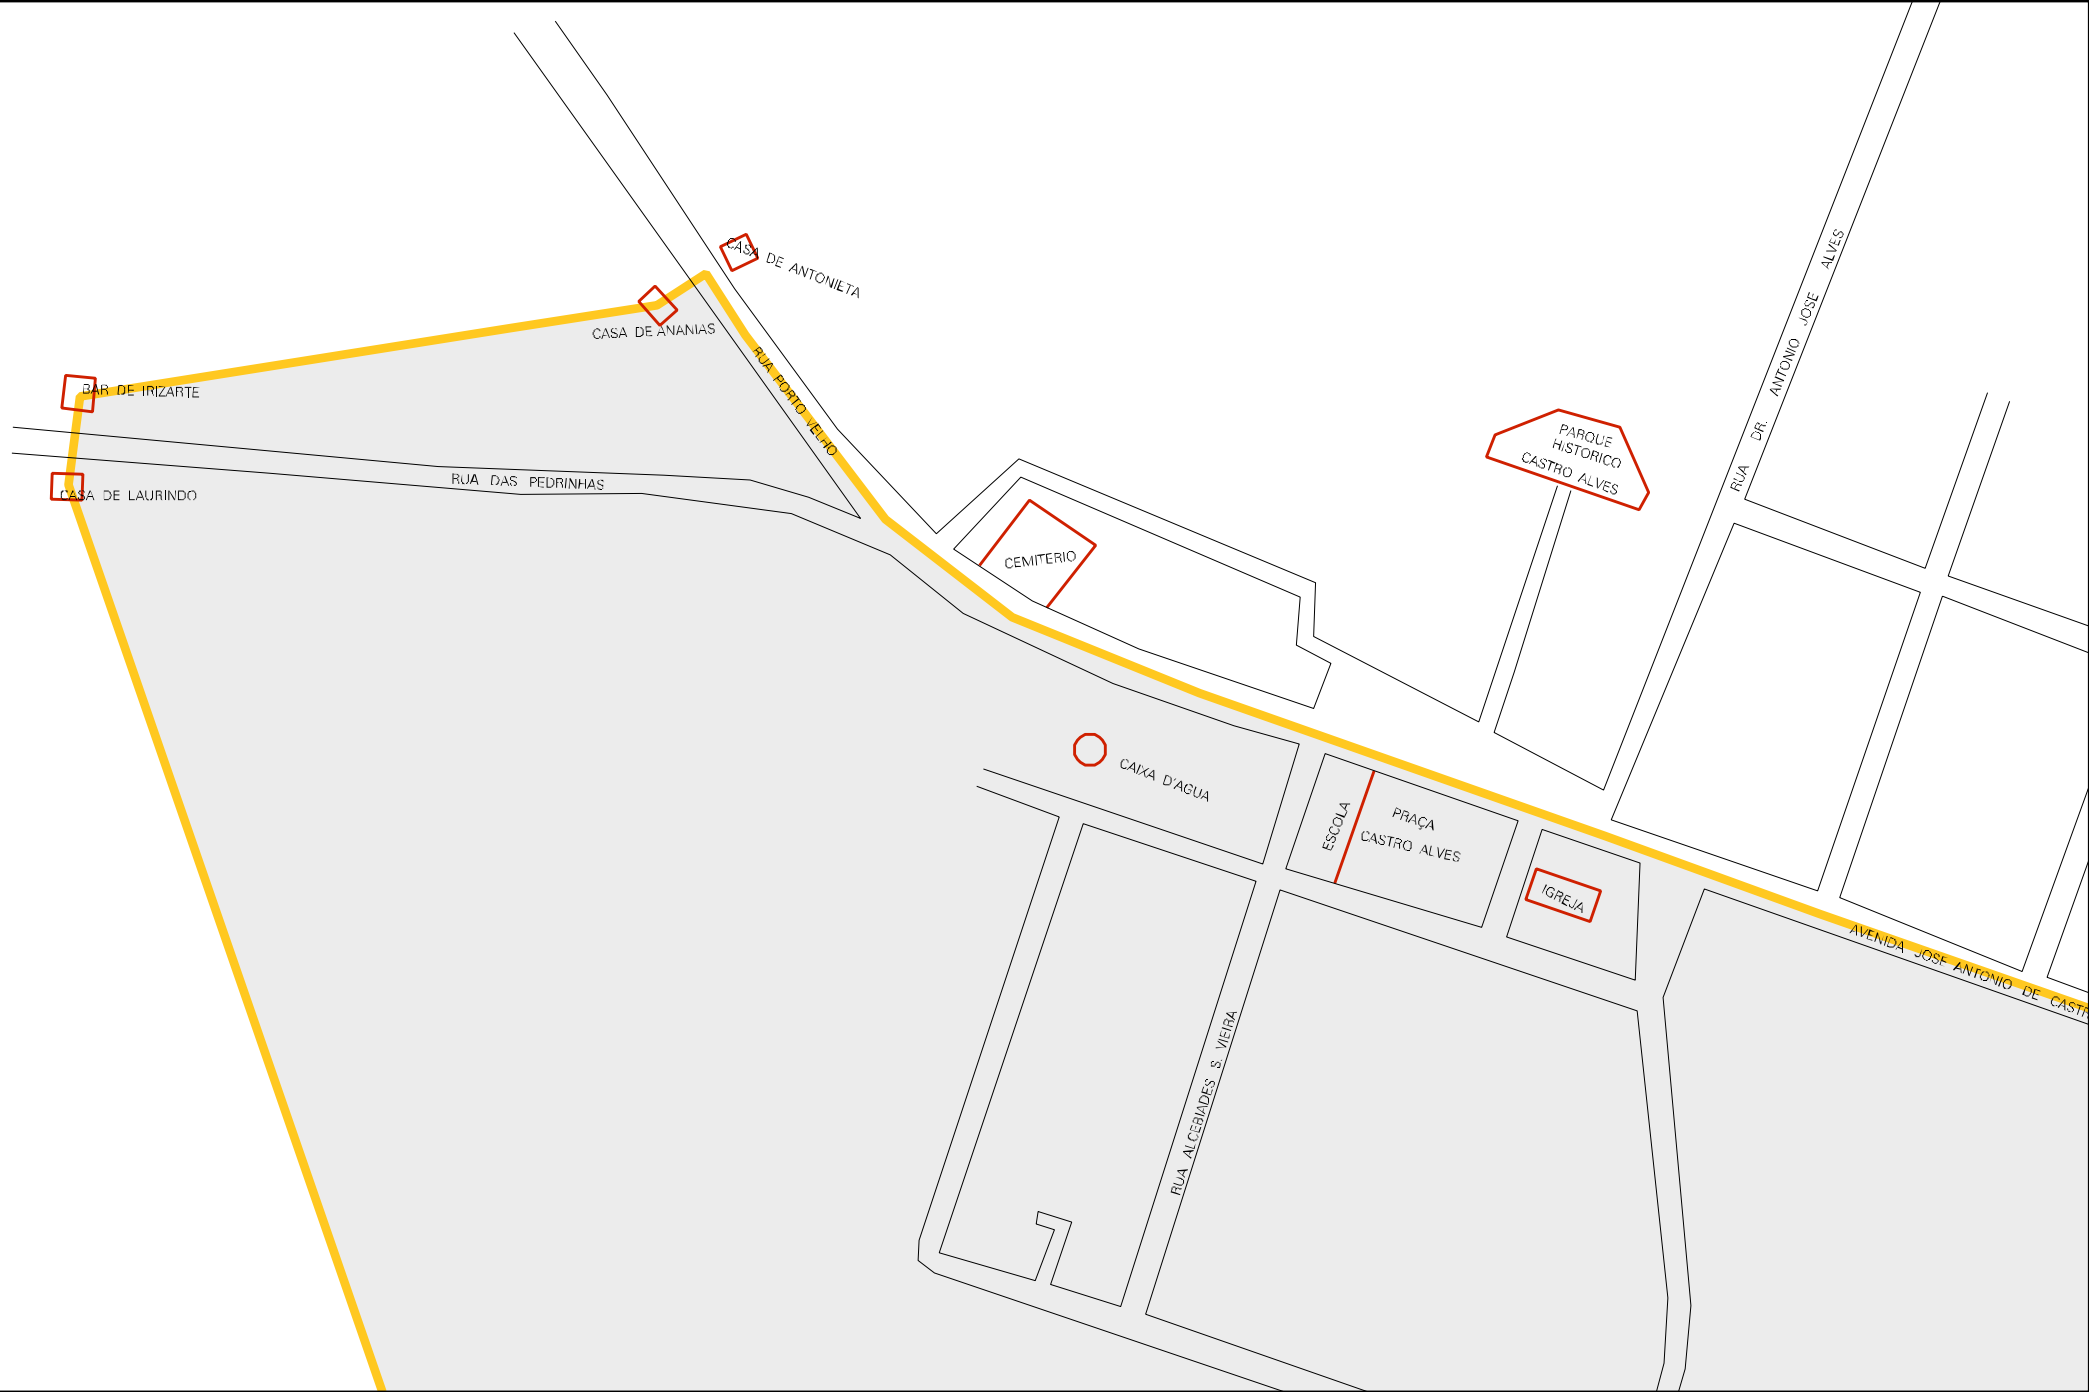 CASA DE ANTONIETA
CASA DE ANANIAS
BAR DE IRIZARTE
CASA DE LAURINDO
RUA DAS PEDRINHAS
RUA PORTO VELHO
CEMITERIO
PARQUE
HISTORICO
CASTRO ALVES
RUA DR. ANTONIO JOSE ALVES
CAIXA D'AGUA
ESCOLA
PRAÇA
CASTRO ALVES
IGREJA
AVENIDA JOSE ANTONIO DE CASTR
RUA ALCEBIADES S. VIEIRA